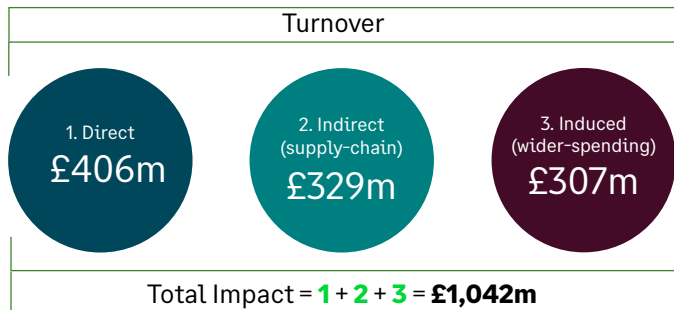 Turnover
1. Direct
£406m
2. Indirect
(supply-chain)
£329m
3. Induced
(wider-spending)
£307m
Total Impact = 1 + 2 + 3 = £1,042m